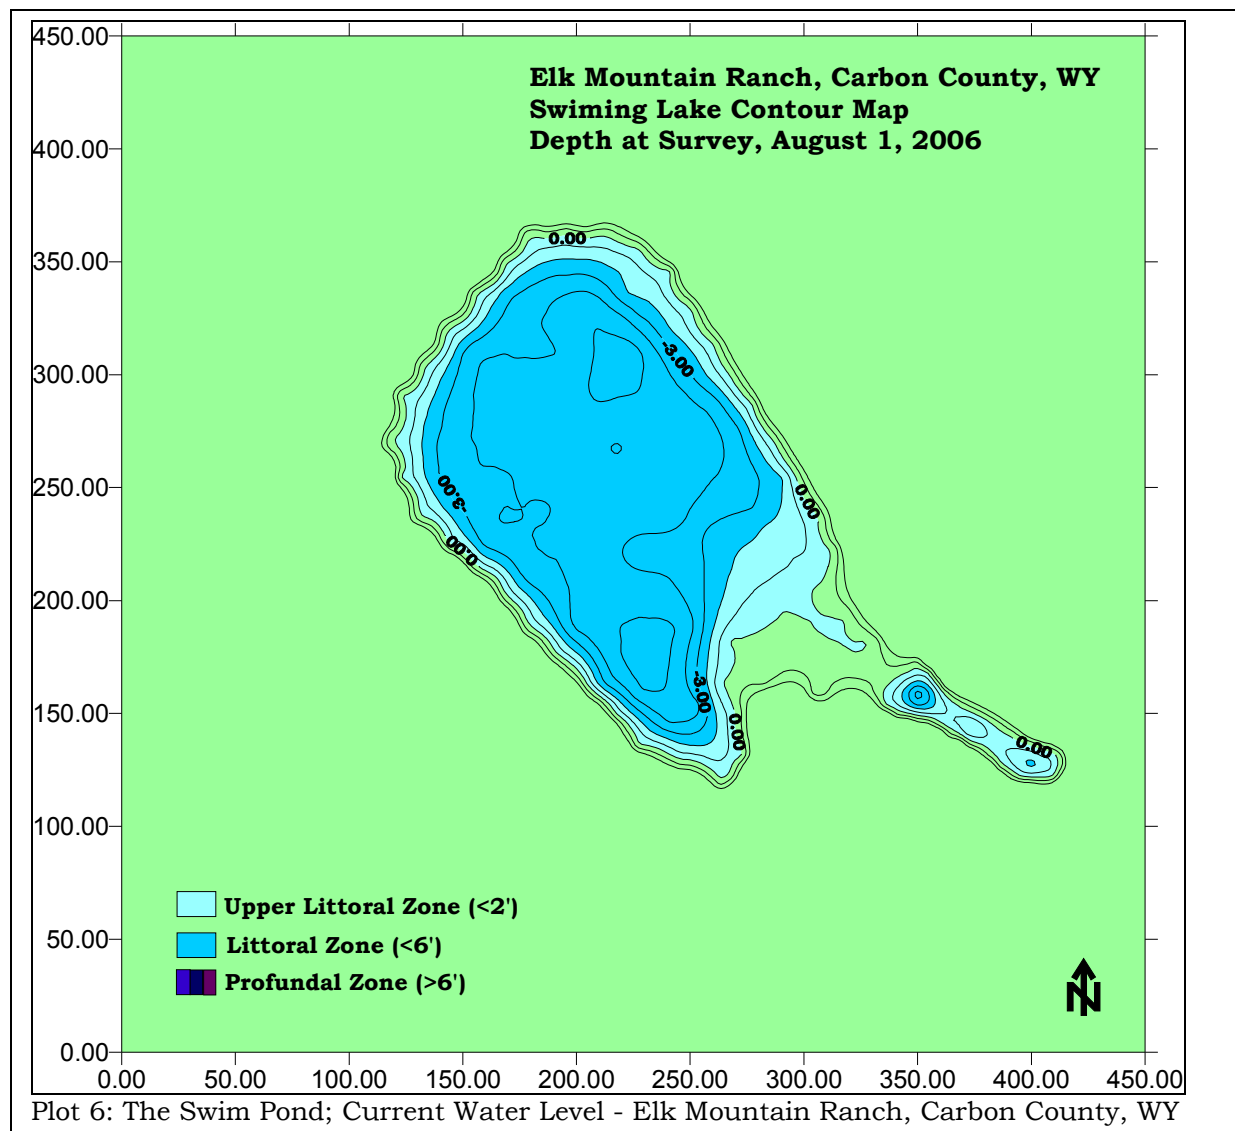 450.00
Elk Mountain Ranch, Carbon County, WY
Swiming Lake Contour Map
Depth at Survey, August 1, 2006
400.00
350.00
0.00
-3.00
300.00
250.00
-3.00
0.00
0.00
200.00
-3.00
150.00
0.00
0.00
100.00
Upper Littoral Zone (<2')
50.00
Littoral Zone (<6')
Profundal Zone (>6')
N
0.00
0.00 50.00 100.00 150.00 200.00 250.00 300.00 350.00 400.00 450.00
Plot 6: The Swim Pond; Current Water Level - Elk Mountain Ranch, Carbon County, WY